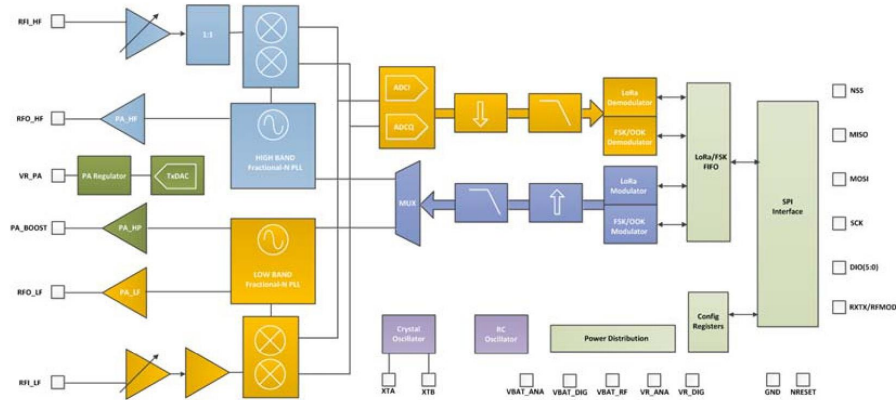 RFI_HF
1:1
ADCI
ADCQ
LoRa
Demodulator
FSK/OOK
Demodulator
LoRa/FSK
FIFO
SPI
Interface
NSS
MISO
MOSI
SCK
DIO(5:0)
RXTX/RFMOD
RFO_HF
PA_HF
HIGH BAND
Fractional-N PLL
VR_PA
PA Regulator
TxDAC
MUX
LoRa
Modulator
FSK/OOK
Modulator
PA_BOOST
PA_HP
LOW BAND
Fractional-N PLL
RFO_LF
PA_LF
Crystal
Oscillator
RC
Oscillator
Power Distribution
Config
Registers
RFI_LF
XTA
XTB
VBAT_ANA
VBAT_DIG
VBAT_RF
VR_ANA
VR_DIG
GND
NRESET